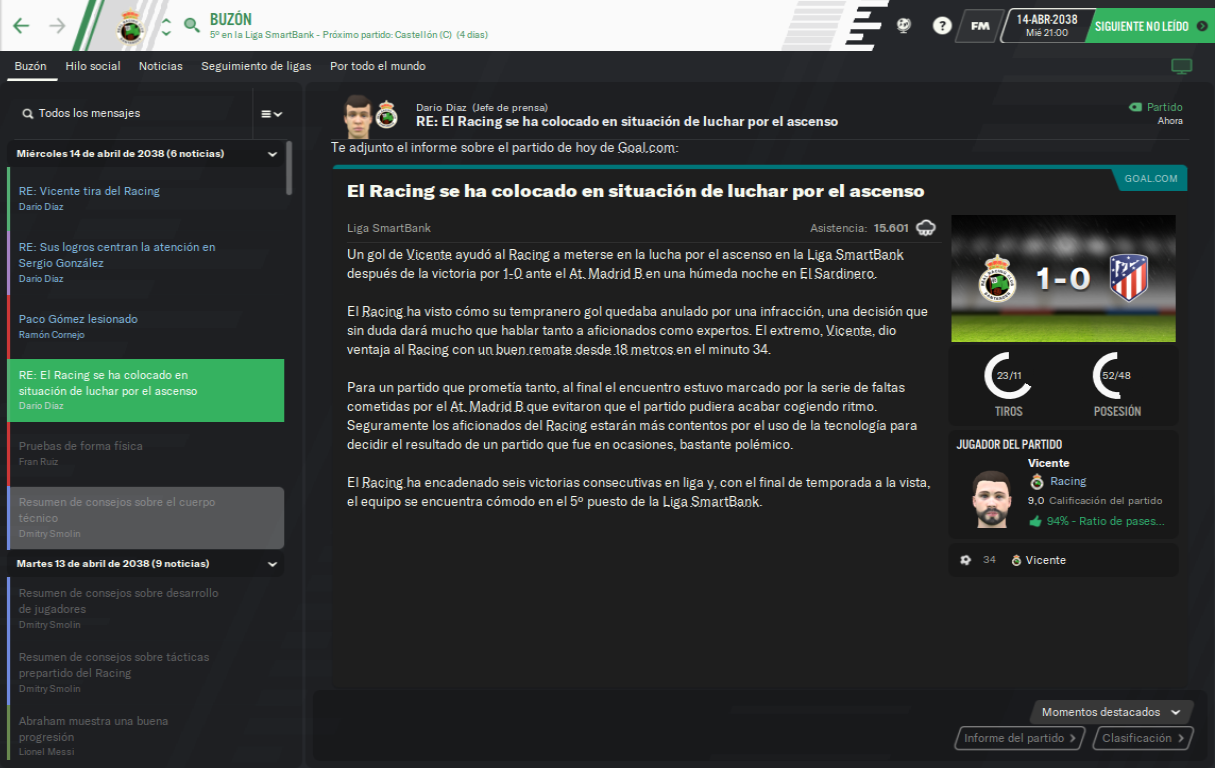 BUZÓN
5º en la Liga SmartBank - Próximo partido: Castellón (C) (4 días)
?
FM
14-ABR-2038
Mié 21:00
SIGUIENTE NO LEÍDO
Buzón
Hilo social
Noticias
Seguimiento de ligas
Por todo el mundo
Todos los mensajes
Miércoles 14 de abril de 2038 (6 noticias)
RE: Vicente tira del Racing
Darío Díaz
RE: Sus logros centran la atención en
Sergio González
Darío Díaz
Paco Gómez lesionado
Ramón Cornejo
RE: El Racing se ha colocado en
situación de luchar por el ascenso
Darío Díaz
Pruebas de forma física
Fran Ruiz
Resumen de consejos sobre el cuerpo
técnico
Dmitry Smolin
Martes 13 de abril de 2038 (9 noticias)
Resumen de consejos sobre desarrollo
de jugadores
Dmitry Smolin
Resumen de consejos sobre tácticas
prepartido del Racing
Dmitry Smolin
Abraham muestra una buena
progresión
Lionel Messi
Darío Díaz (Jefe de prensa)
RE: El Racing se ha colocado en situación de luchar por el ascenso
Partido
Ahora
Te adjunto el informe sobre el partido de hoy de Goal.com:
GOAL.COM
El Racing se ha colocado en situación de luchar por el ascenso
Liga SmartBank
Asistencia: 15.601
Un gol de Vicente ayudó al Racing a meterse en la lucha por el ascenso en la Liga SmartBank
después de la victoria por 1-0 ante el At. Madrid B en una húmeda noche en El Sardinero.
El Racing ha visto cómo su tempranero gol quedaba anulado por una infracción, una decisión que
sin duda dará mucho que hablar tanto a aficionados como expertos. El extremo, Vicente, dio
ventaja al Racing con un buen remate desde 18 metros en el minuto 34.
Para un partido que prometía tanto, al final el encuentro estuvo marcado por la serie de faltas
cometidas por el At. Madrid B que evitaron que el partido pudiera acabar cogiendo ritmo.
Seguramente los aficionados del Racing estarán más contentos por el uso de la tecnología para
decidir el resultado de un partido que fue en ocasiones, bastante polémico.
El Racing ha encadenado seis victorias consecutivas en liga y, con el final de temporada a la vista,
el equipo se encuentra cómodo en el 5º puesto de la Liga SmartBank.
1-0
23/11
TIROS
52/48
POSESIÓN
JUGADOR DEL PARTIDO
Vicente
Racing
9,0 Calificación del partido
94% - Ratio de pases...
34 Vicente
Momentos destacados
Informe del partido
Clasificación